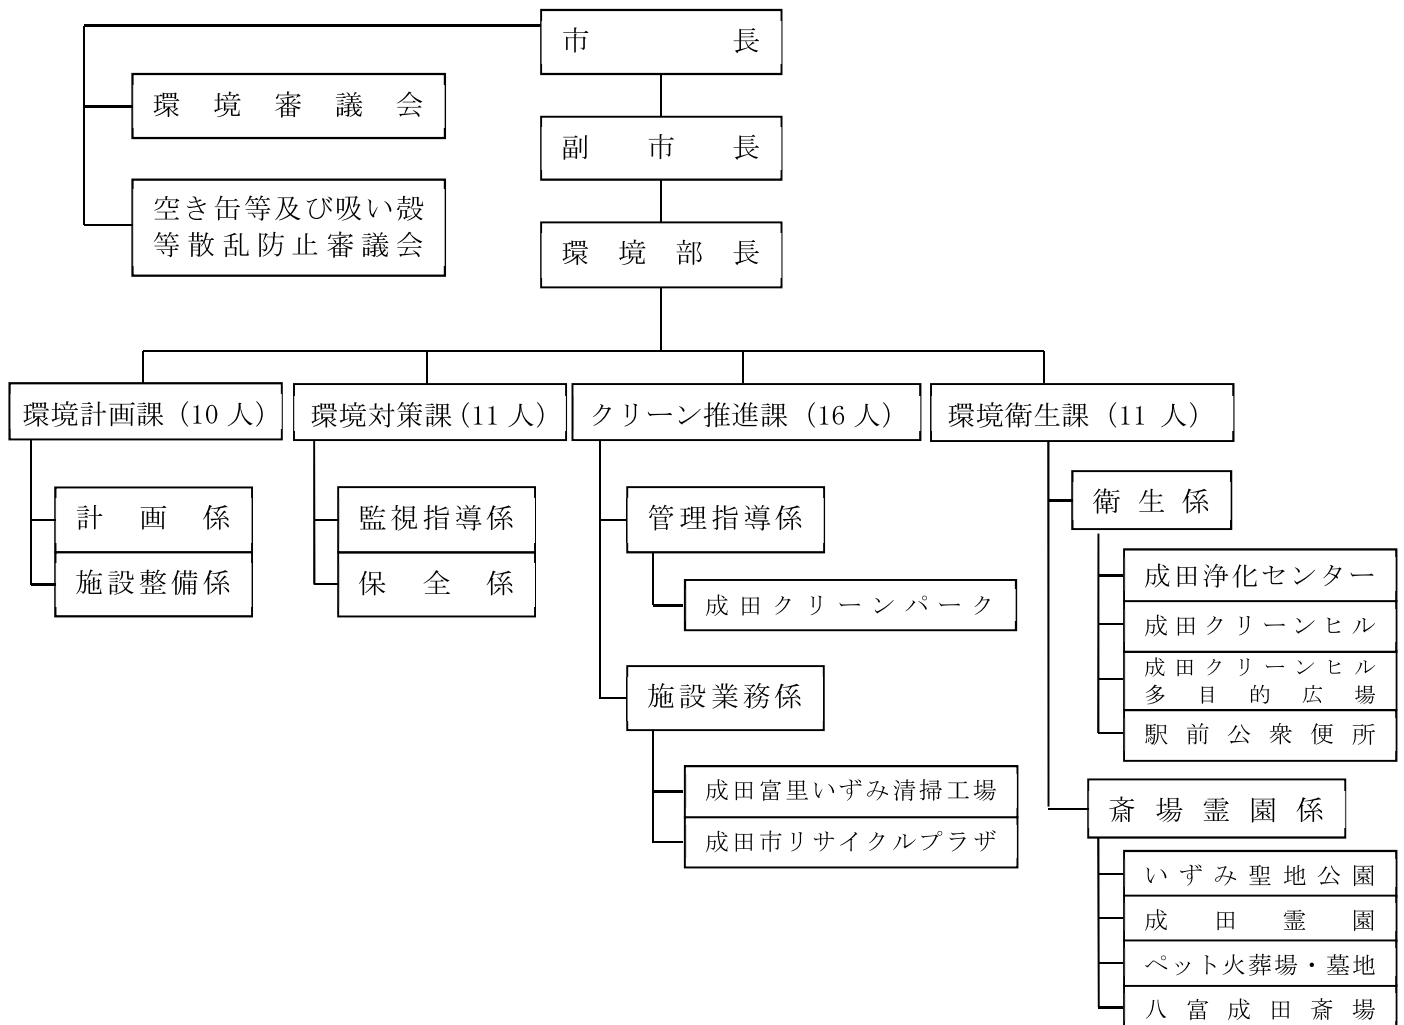 市長
環境審議会
副市長
空き缶等及び吸い殻
等散乱防止審議会
環境部長
環境計画課（10人）
環境対策課（11人）
クリーン推進課（16人）
環境衛生課（11人）
計画係
施設整備係
監視指導係
保全係
管理指導係
成田クリーンパーク
施設業務係
成田富里いずみ清掃工場
成田市リサイクルプラザ
衛生係
成田浄化センター
成田クリーンヒル
成田クリーンヒル
多目的広場
駅前公衆便所
斎場霊園係
いずみ聖地公園
成田霊園
ペット火葬場・墓地
八富成田斎場